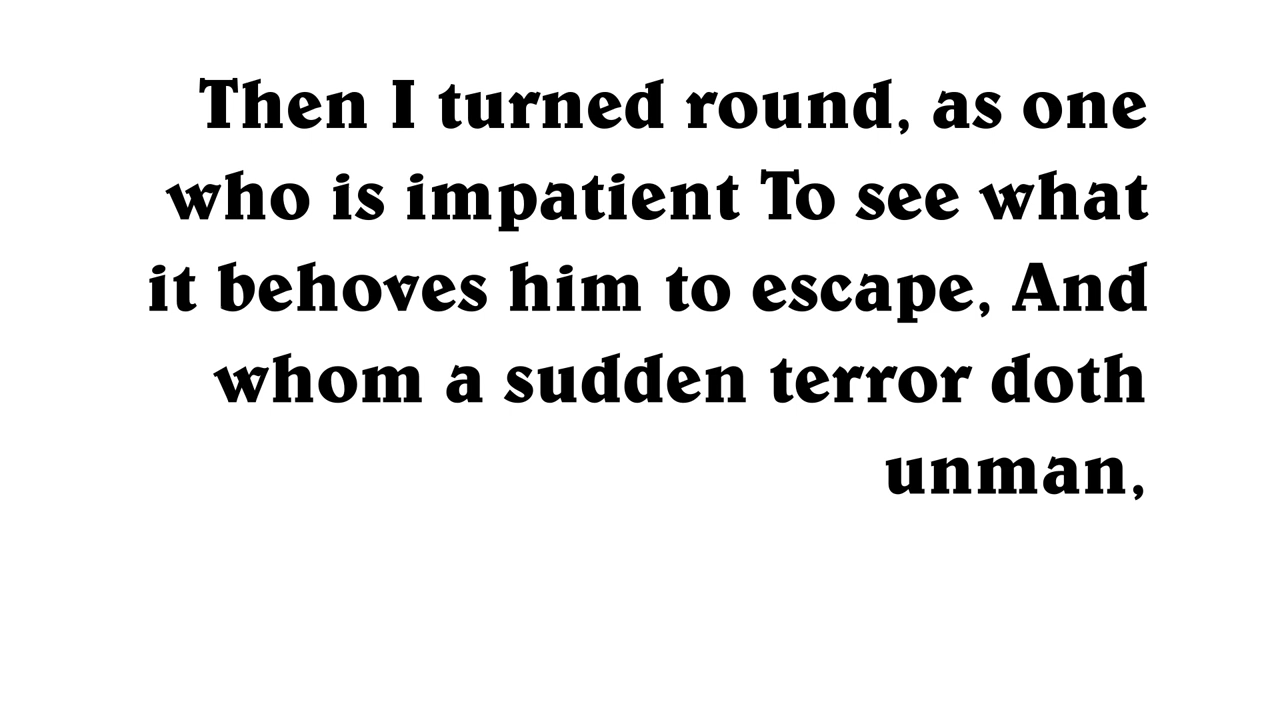 Then I turned round, as one
who is impatient To see what
it behoves him to escape, And
whom a sudden terror doth
unman,